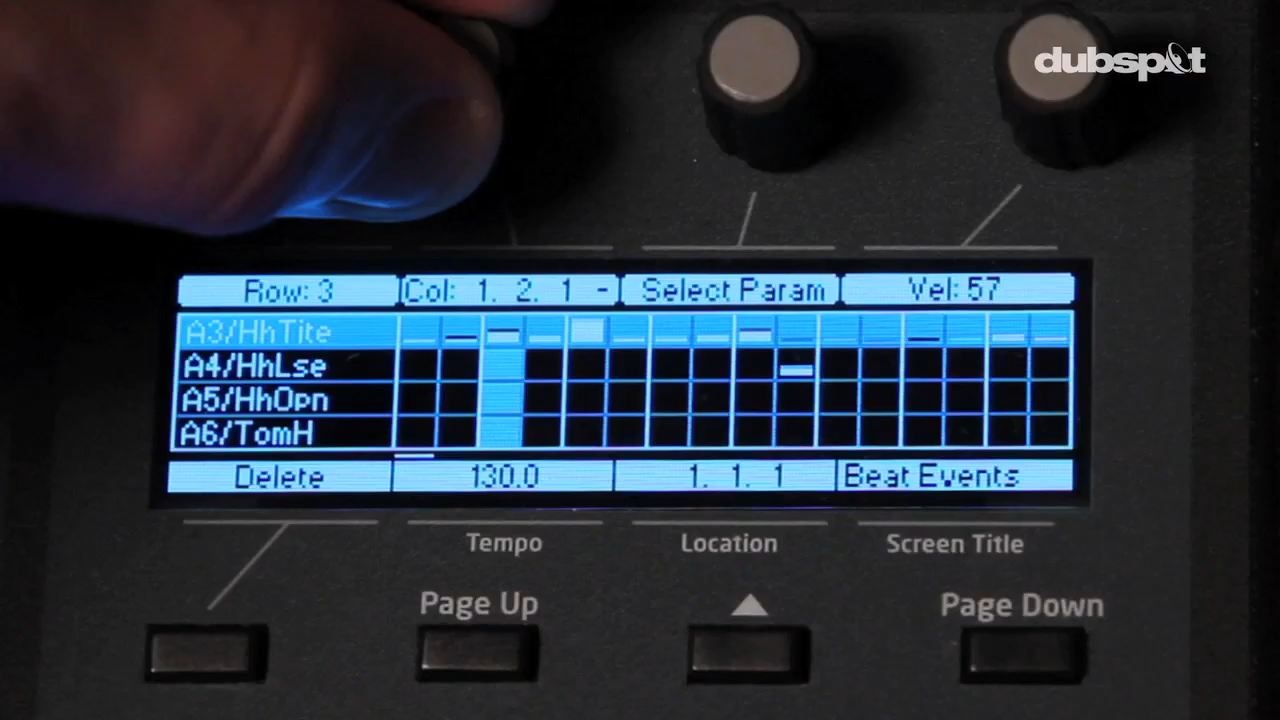 dubspot
Row: 3 Col: 1. 2. 1 - Select Param Vel: 57
A3/HhTite
A4/HhLse
A5/HhOpn
A6/TomH
Delete 130.0 1. 1. 1 Beat Events
Tempo Location Screen Title
Page Up Page Down